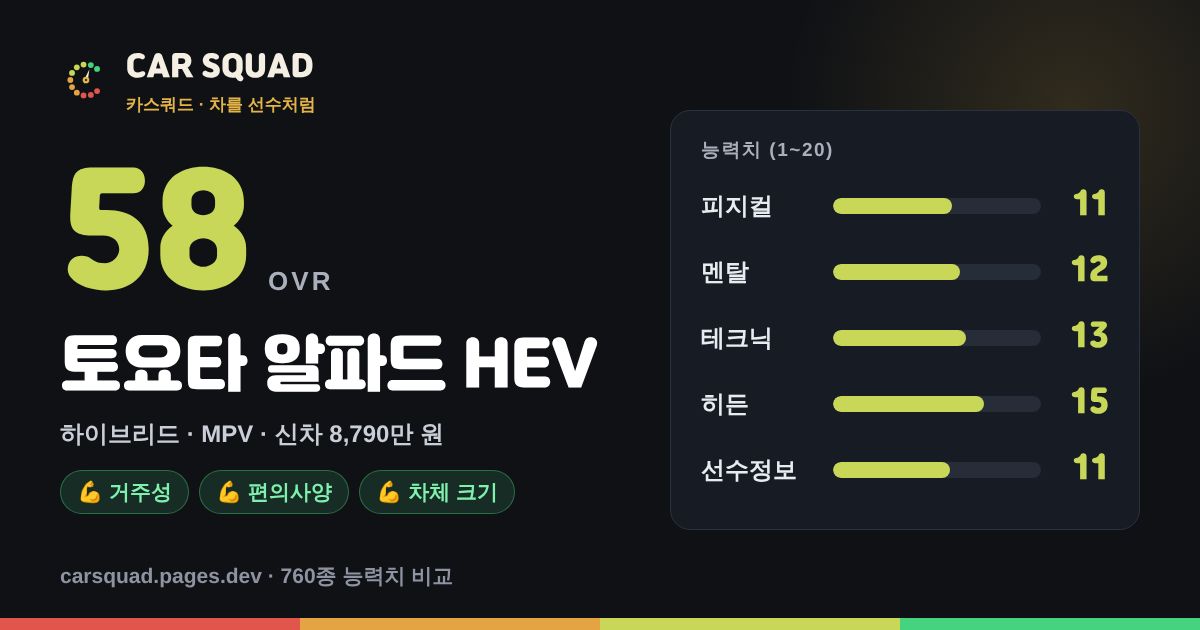 CAR SQUAD
카스쿼드 · 차를 선수처럼
58 OVR
토요타 알파드 HEV
하이브리드 · MPV · 신차 8,790만 원
💪 거주성 💪 편의사양 💪 차체 크기
carsquad.pages.dev · 760종 능력치 비교
능력치 (1~20)
피지컬 11
멘탈 12
테크닉 13
히든 15
선수정보 11